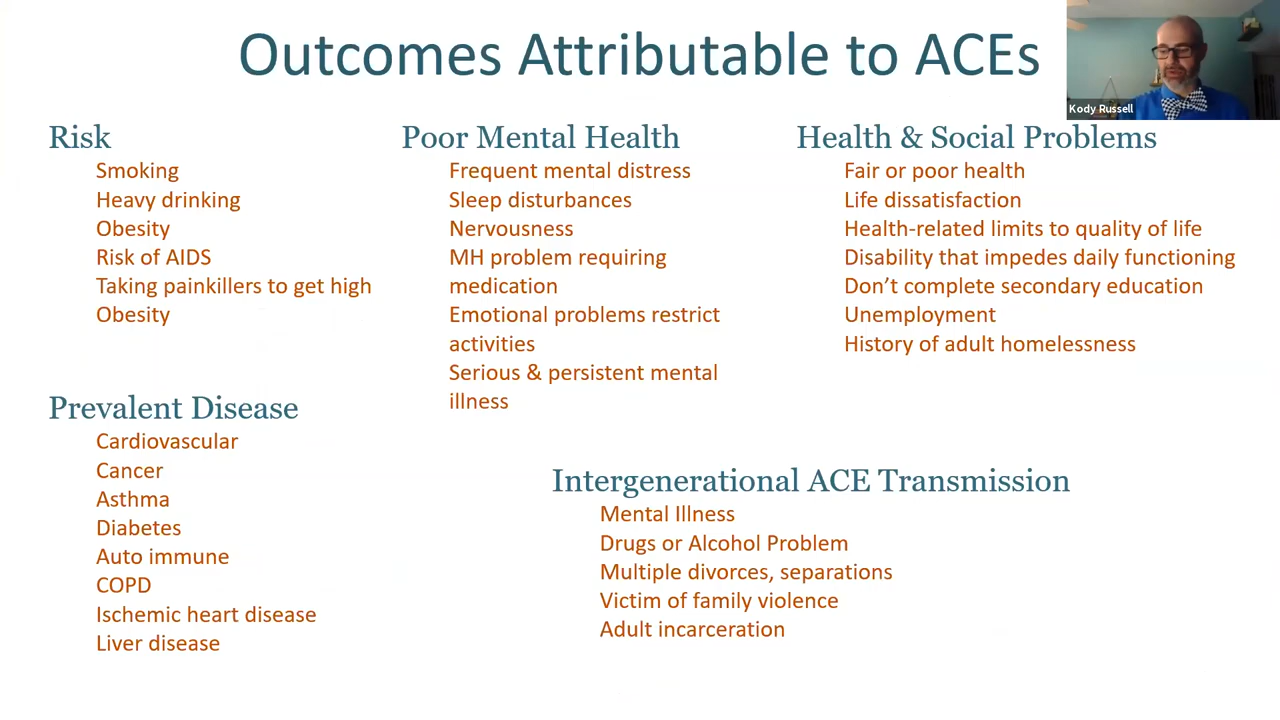 Outcomes Attributable to ACEs
Kody Russell
Risk
Smoking
Heavy drinking
Obesity
Risk of AIDS
Taking painkillers to get high
Obesity
Poor Mental Health
Frequent mental distress
Sleep disturbances
Nervousness
MH problem requiring
medication
Emotional problems restrict
activities
Serious & persistent mental
illness
Health & Social Problems
Fair or poor health
Life dissatisfaction
Health-related limits to quality of life
Disability that impedes daily functioning
Don’t complete secondary education
Unemployment
History of adult homelessness
Prevalent Disease
Cardiovascular
Cancer
Asthma
Diabetes
Auto immune
COPD
Ischemic heart disease
Liver disease
Intergenerational ACE Transmission
Mental Illness
Drugs or Alcohol Problem
Multiple divorces, separations
Victim of family violence
Adult incarceration